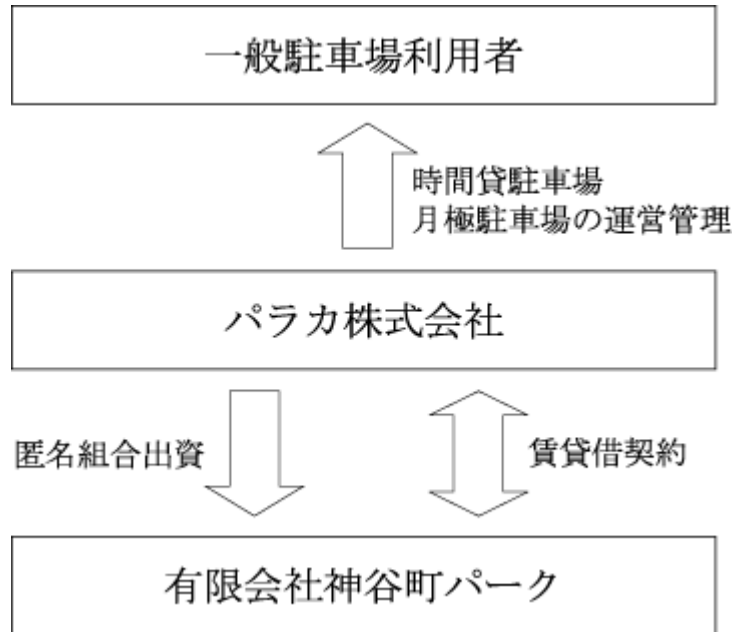 一般駐車場利用者
時間貸駐車場
月極駐車場の運営管理
パラカ株式会社
匿名組合出資
賃貸借契約
有限会社神谷町パーク